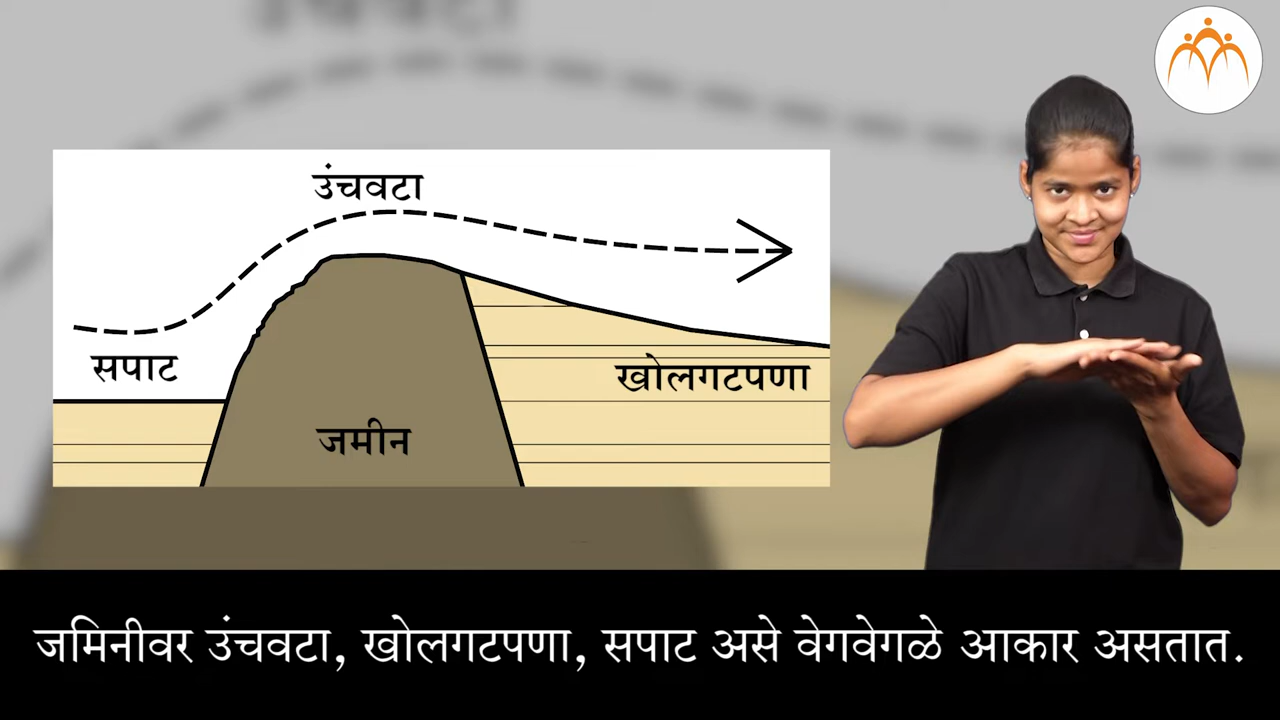 उंचवटा
सपाट
खोलगटपणा
जमीन
जमिनीवर उंचवटा, खोलगटपणा, सपाट असे वेगवेगळे आकार असतात.